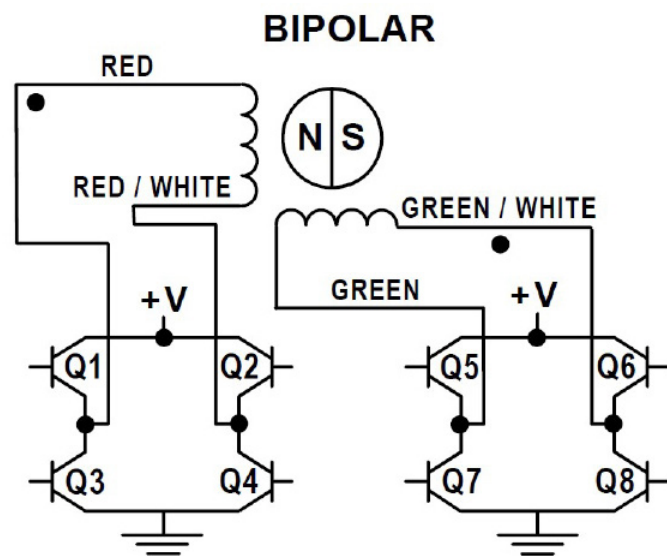 BIPOLAR
RED
N S
RED / WHITE
GREEN / WHITE
GREEN
+V
+V
Q1 Q2 Q5 Q6
Q3 Q4 Q7 Q8